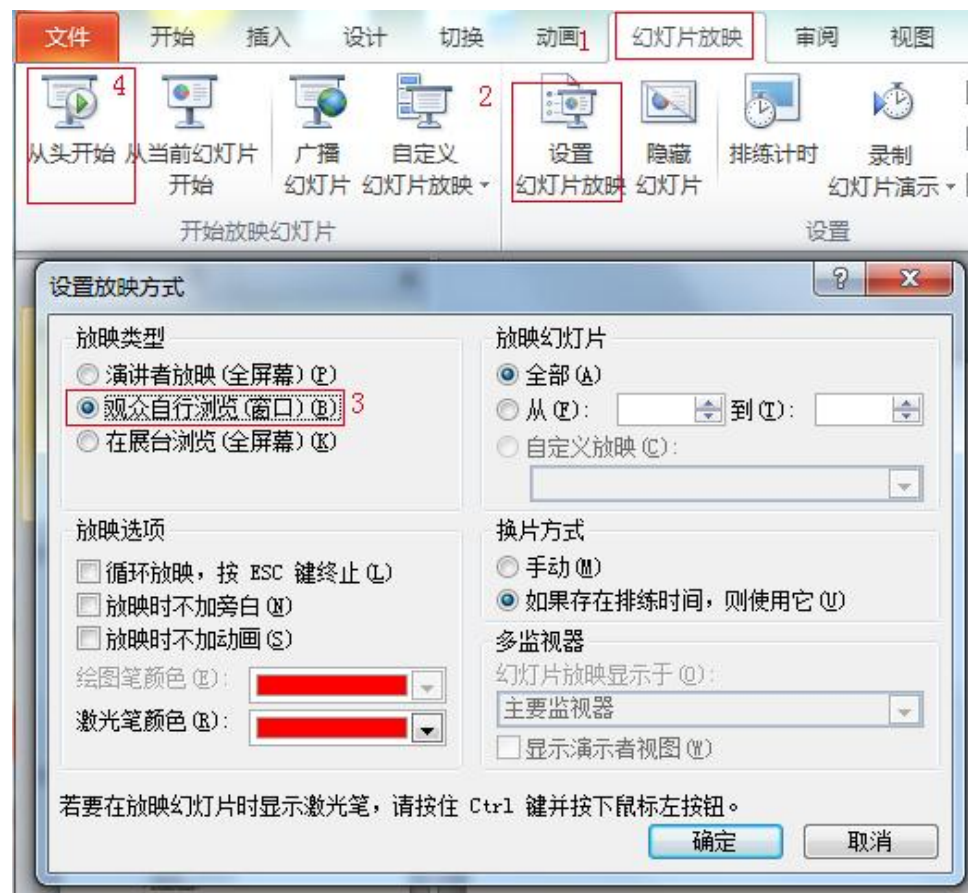 文件 开始 插入 设计 切换 动画 1 幻灯片放映 审阅 视图
4 2
从头开始 从当前幻灯片 广播 自定义 设置 隐藏 排练计时 录制
开始 幻灯片 幻灯片放映 幻灯片放映 幻灯片 幻灯片演示
开始放映幻灯片 设置
设置放映方式
放映类型 放映幻灯片
演讲者放映(全屏幕)(P) 全部(A)
观众自行浏览(窗口)(B) 3 从(F): 到(T):
在展台浏览(全屏幕)(K) 自定义放映(C):
放映选项 换片方式
循环放映，按 ESC 键终止(L) 手动(M)
放映时不加旁白(N) 如果存在排练时间，则使用它(U)
放映时不加动画(S) 多监视器
绘图笔颜色(E): 幻灯片放映显示于(O):
激光笔颜色(R): 主要监视器
显示演示者视图(W)
若要在放映幻灯片时显示激光笔，请按住 Ctrl 键并按下鼠标左按钮。
确定 取消